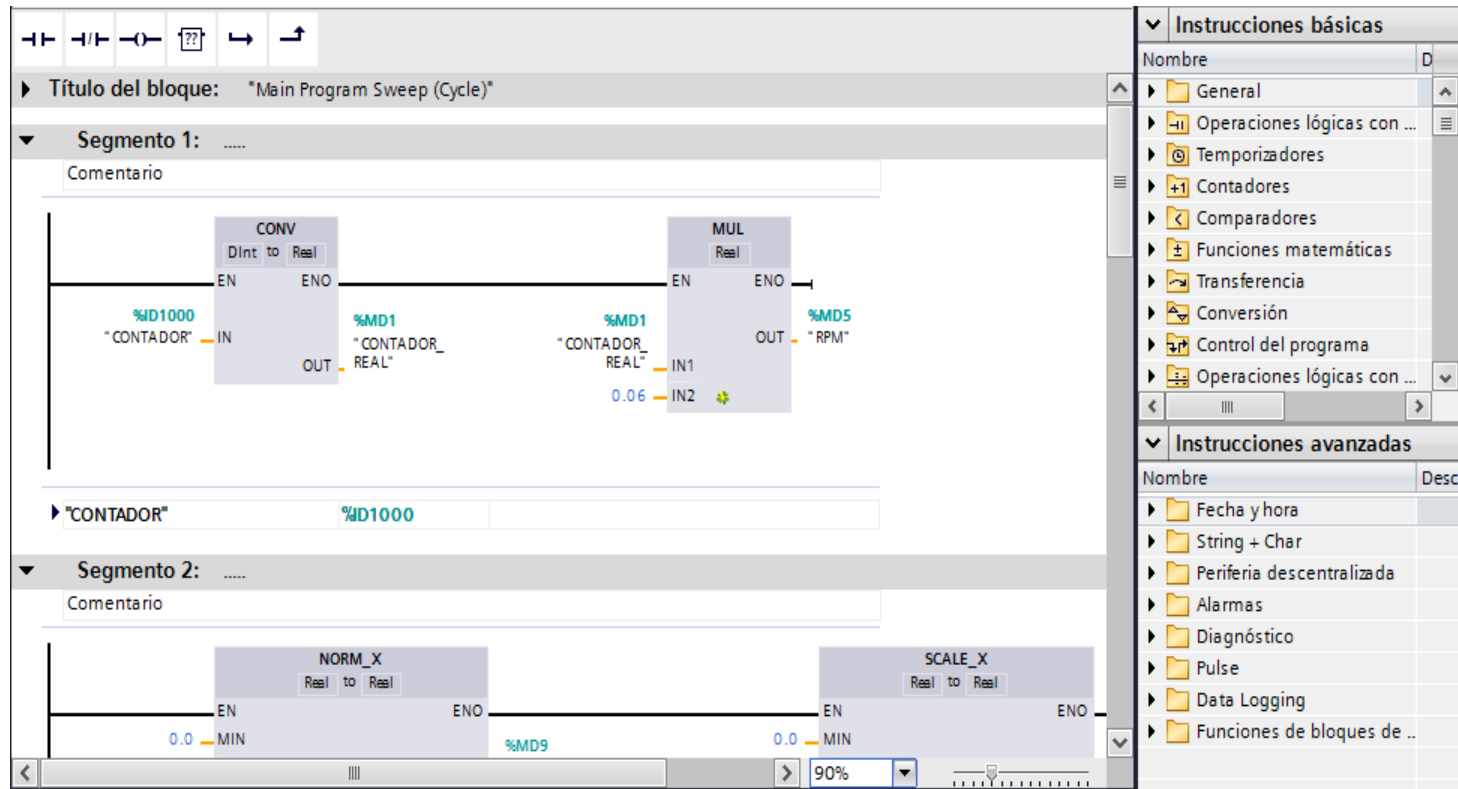 Título del bloque: "Main Program Sweep (Cycle)"
Segmento 1: .....
Comentario
CONV
DInt to Real
EN ENO
%ID1000
"CONTADOR" IN
%MD1
"CONTADOR_
REAL"
OUT
MUL
Real
EN ENO
%MD1
"CONTADOR_
REAL" IN1
0.06 IN2
%MD5
OUT "RPM"
"CONTADOR" %ID1000
Segmento 2: .....
Comentario
NORM_X
Real to Real
EN ENO
0.0 MIN
%MD9
SCALE_X
Real to Real
EN ENO
0.0 MIN
90%
Instrucciones básicas
Nombre D
General
Operaciones lógicas con ...
Temporizadores
Contadores
Comparadores
Funciones matemáticas
Transferencia
Conversión
Control del programa
Operaciones lógicas con ...
Instrucciones avanzadas
Nombre Desc
Fecha y hora
String + Char
Periferia descentralizada
Alarmas
Diagnóstico
Pulse
Data Logging
Funciones de bloques de ..